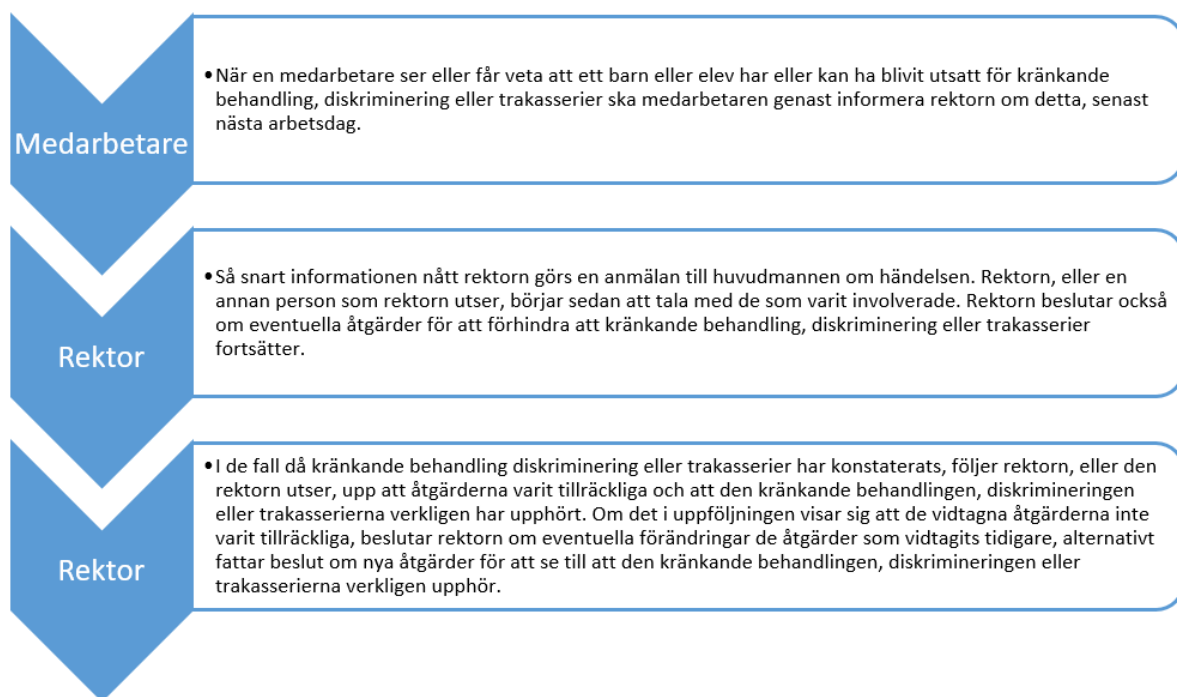 Medarbetare
•När en medarbetare ser eller får veta att ett barn eller elev har eller kan ha blivit utsatt för kränkande
behandling, diskriminering eller trakasserier ska medarbetaren genast informera rektorn om detta, senast
nästa arbetsdag.
Rektor
•Så snart informationen nått rektorn görs en anmälan till huvudmannen om händelsen. Rektorn, eller en
annan person som rektorn utser, börjar sedan att tala med de som varit involverade. Rektorn beslutar också
om eventuella åtgärder för att förhindra att kränkande behandling, diskriminering eller trakasserier
fortsätter.
Rektor
•I de fall då kränkande behandling diskriminering eller trakasserier har konstaterats, följer rektorn, eller den
rektorn utser, upp att åtgärderna varit tillräckliga och att den kränkande behandlingen, diskrimineringen
eller trakasserierna verkligen har upphört. Om det i uppföljningen visar sig att de vidtagna åtgärderna inte
varit tillräckliga, beslutar rektorn om eventuella förändringar de åtgärder som vidtagits tidigare, alternativt
fattar beslut om nya åtgärder för att se till att den kränkande behandlingen, diskrimineringen eller
trakasserierna verkligen upphör.